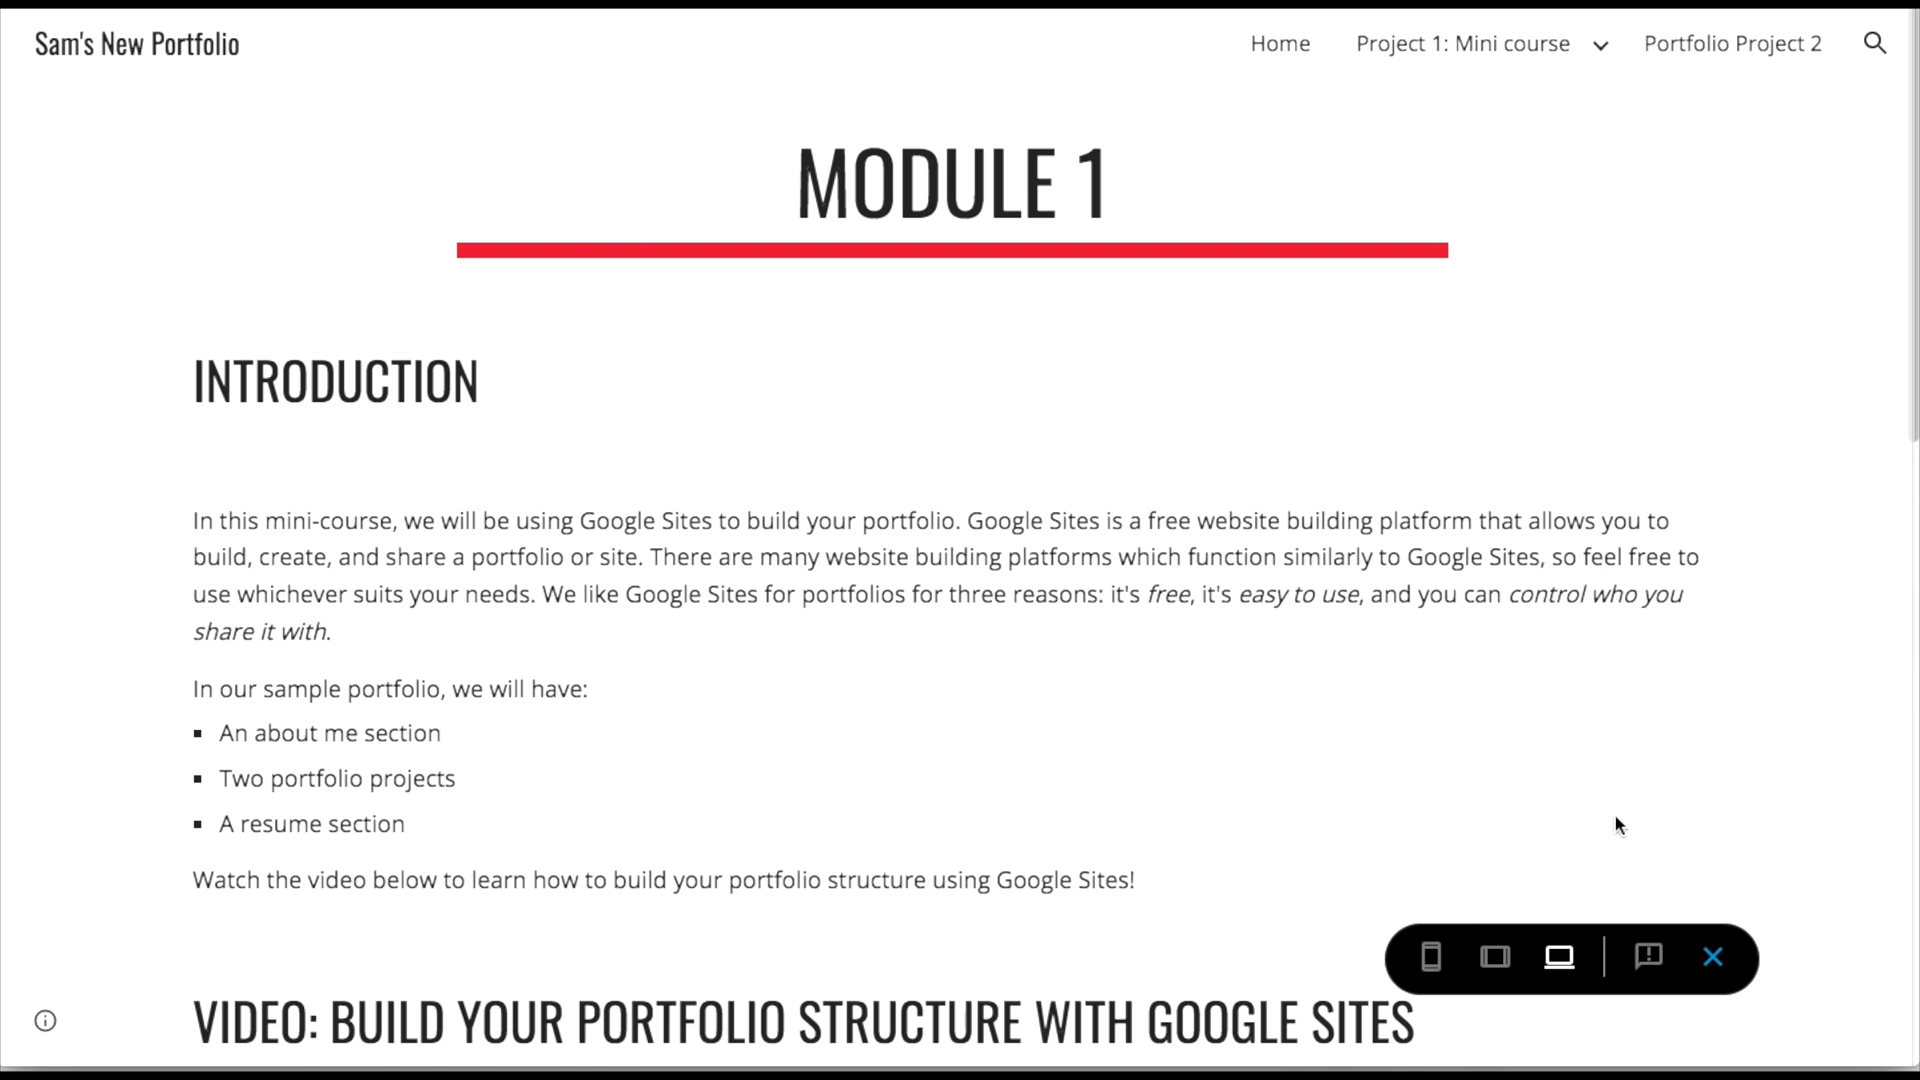 Sam's New Portfolio
Home
Project 1: Mini course
Portfolio Project 2
MODULE 1
INTRODUCTION
In this mini-course, we will be using Google Sites to build your portfolio. Google Sites is a free website building platform that allows you to
build, create, and share a portfolio or site. There are many website building platforms which function similarly to Google Sites, so feel free to
use whichever suits your needs. We like Google Sites for portfolios for three reasons: it's free, it's easy to use, and you can control who you
share it with.
In our sample portfolio, we will have:
▪ An about me section
▪ Two portfolio projects
▪ A resume section
Watch the video below to learn how to build your portfolio structure using Google Sites!
VIDEO: BUILD YOUR PORTFOLIO STRUCTURE WITH GOOGLE SITES